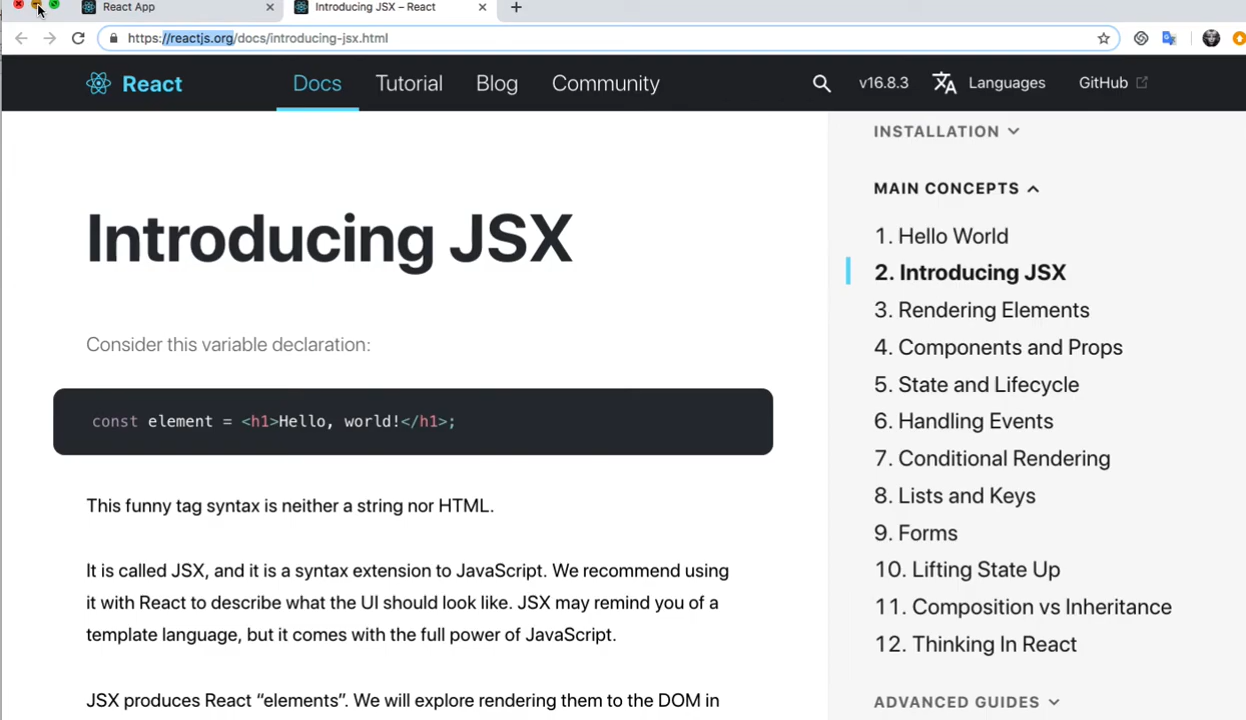 React App
Introducing JSX – React
https://reactjs.org/docs/introducing-jsx.html
React
Docs
Tutorial
Blog
Community
v16.8.3
Languages
GitHub
Introducing JSX
Consider this variable declaration:
const element = <h1>Hello, world!</h1>;
This funny tag syntax is neither a string nor HTML.
It is called JSX, and it is a syntax extension to JavaScript. We recommend using
it with React to describe what the UI should look like. JSX may remind you of a
template language, but it comes with the full power of JavaScript.
JSX produces React “elements”. We will explore rendering them to the DOM in
INSTALLATION
MAIN CONCEPTS
1. Hello World
2. Introducing JSX
3. Rendering Elements
4. Components and Props
5. State and Lifecycle
6. Handling Events
7. Conditional Rendering
8. Lists and Keys
9. Forms
10. Lifting State Up
11. Composition vs Inheritance
12. Thinking In React
ADVANCED GUIDES